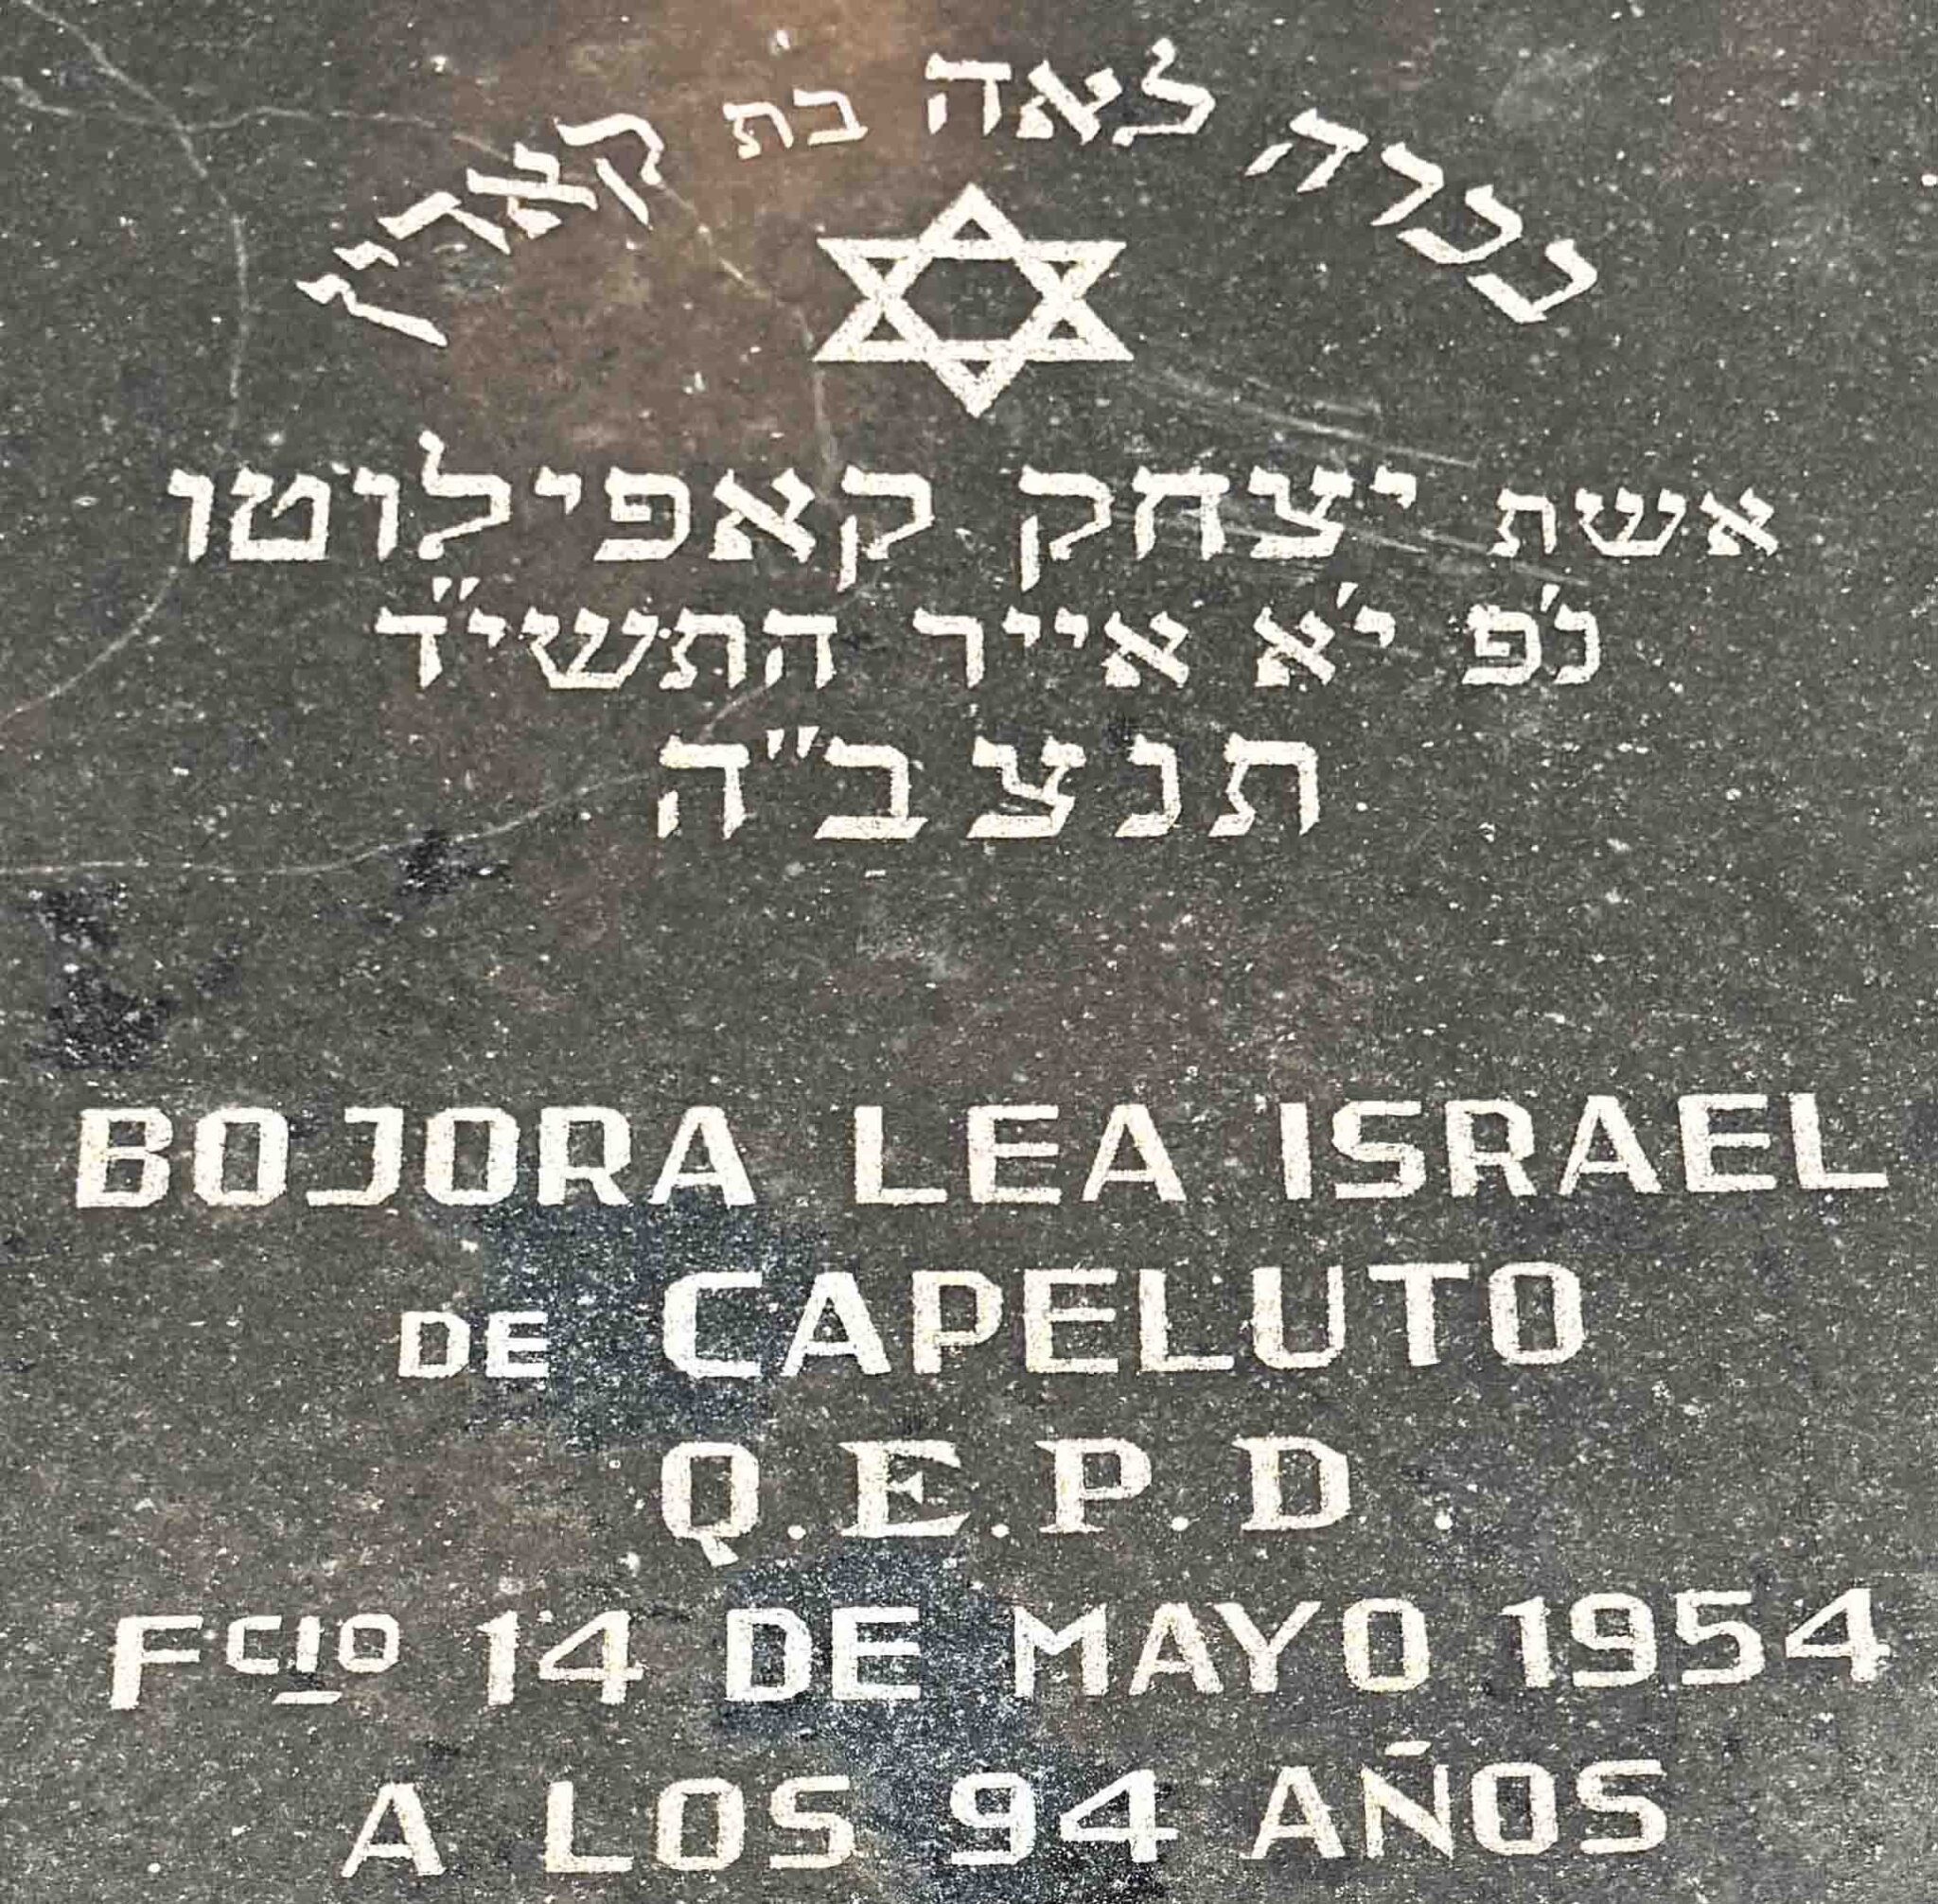 בכרה לאה בת קארין
אשת יצחק קאפילוטו
נ'פ י'א אייר התשי"ד
תנצב"ה
BOJORA LEA ISRAEL
DE CAPELUTO
Q.E.P.D.
Fcio 14 DE MAYO 1954
A LOS 94 AÑOS